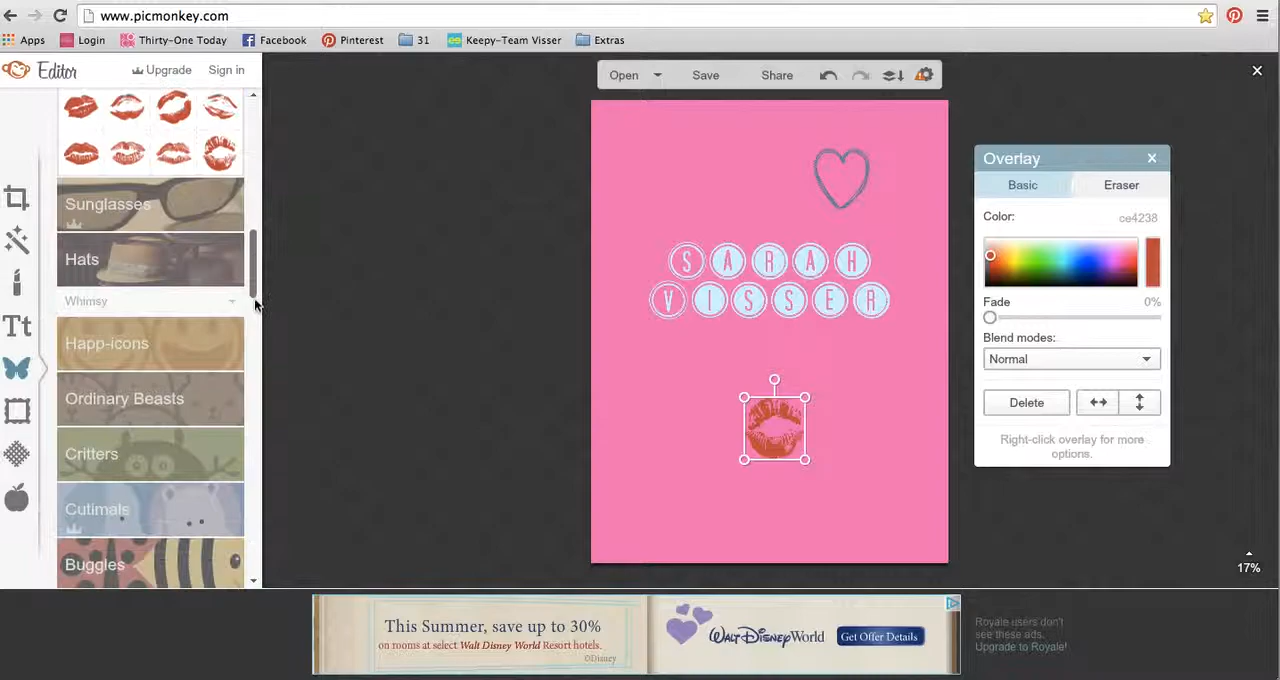 www.picmonkey.com
Apps Login Thirty-One Today Facebook Pinterest 31 Keepy-Team Visser Extras
Editor Upgrade Sign in
Open Save Share
Sunglasses
Hats
Whimsy
Happ-icons
Ordinary Beasts
Critters
Cutimals
Buggles
Tt
SARAH
VISSER
Overlay
Basic Eraser
Color: ce4238
Fade 0%
Blend modes:
Normal
Delete
Right-click overlay for more
options.
17%
This Summer, save up to 30%
on rooms at select Walt Disney World Resort hotels.
©Disney
Walt Disney World Get Offer Details
Royale users don't
see these ads.
Upgrade to Royale!